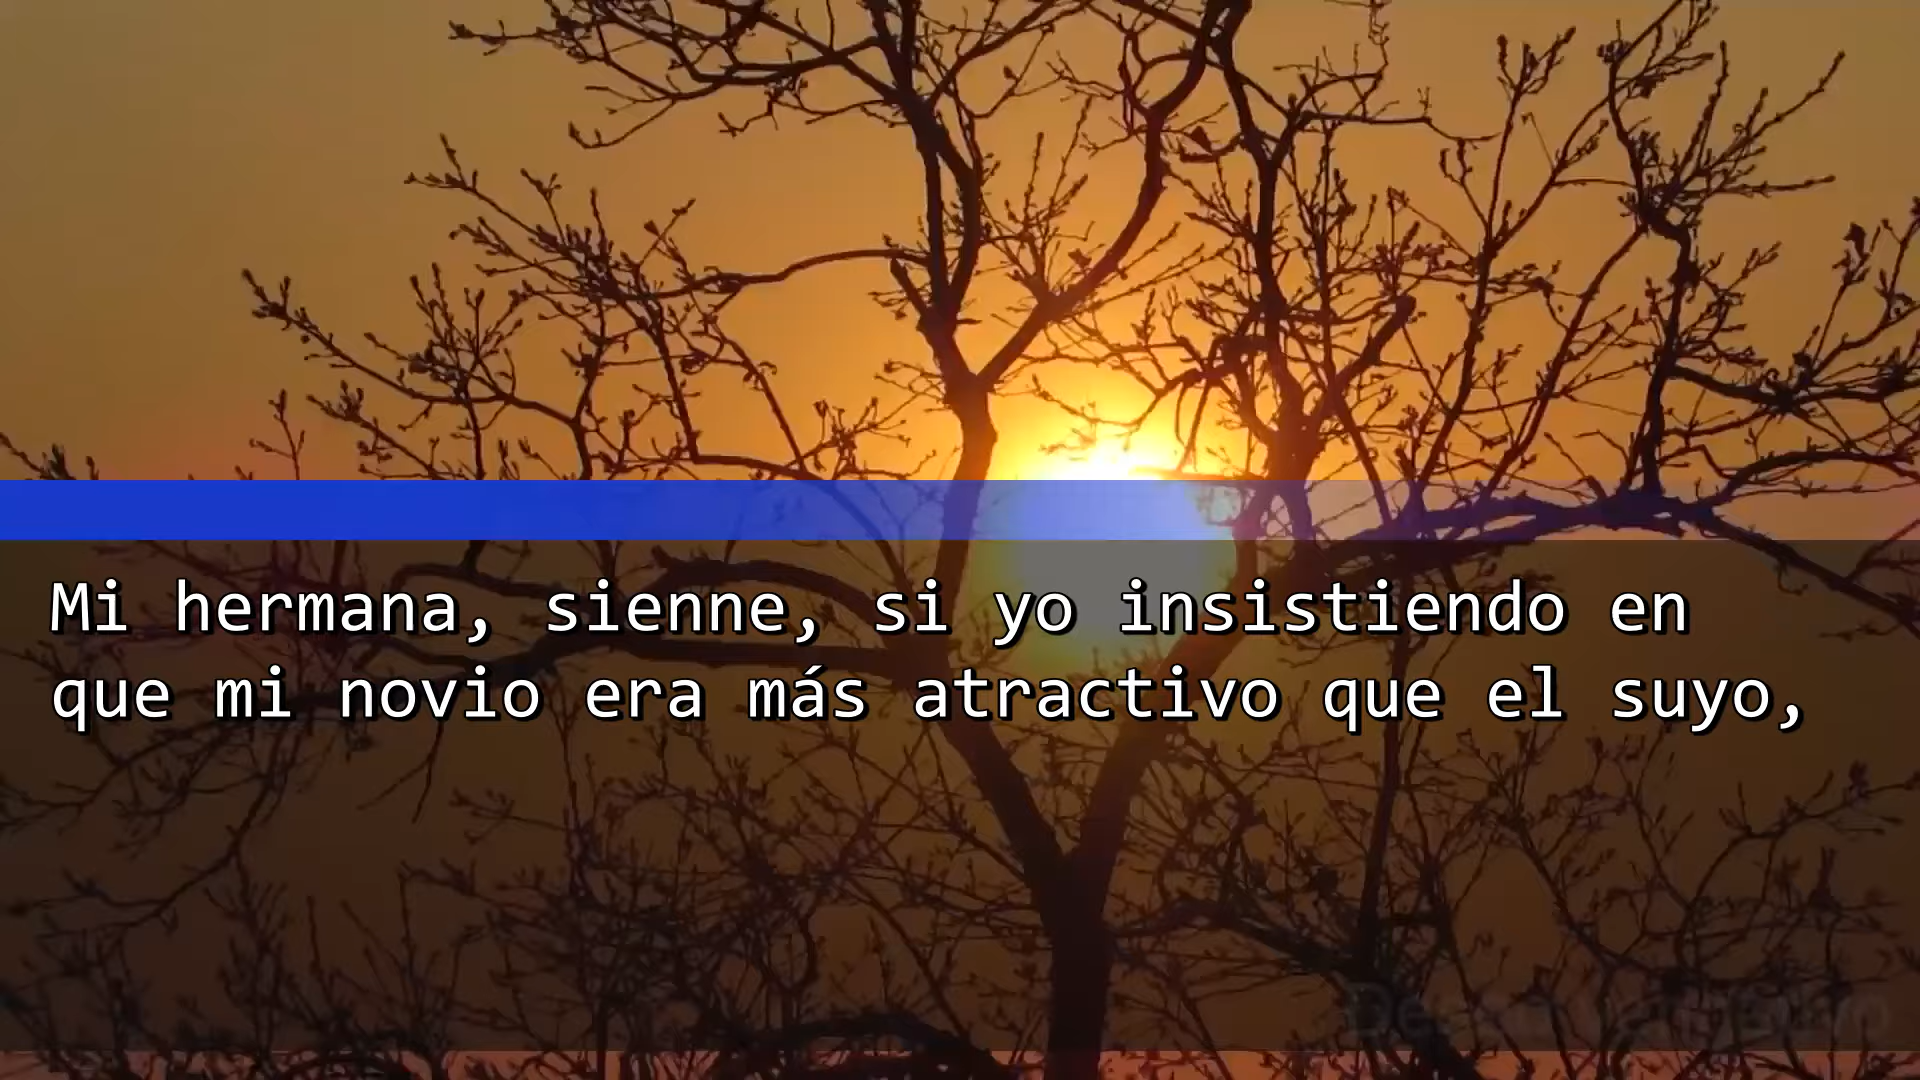 Mi hermana, sienne, si yo insistiendo en
que mi novio era más atractivo que el suyo,